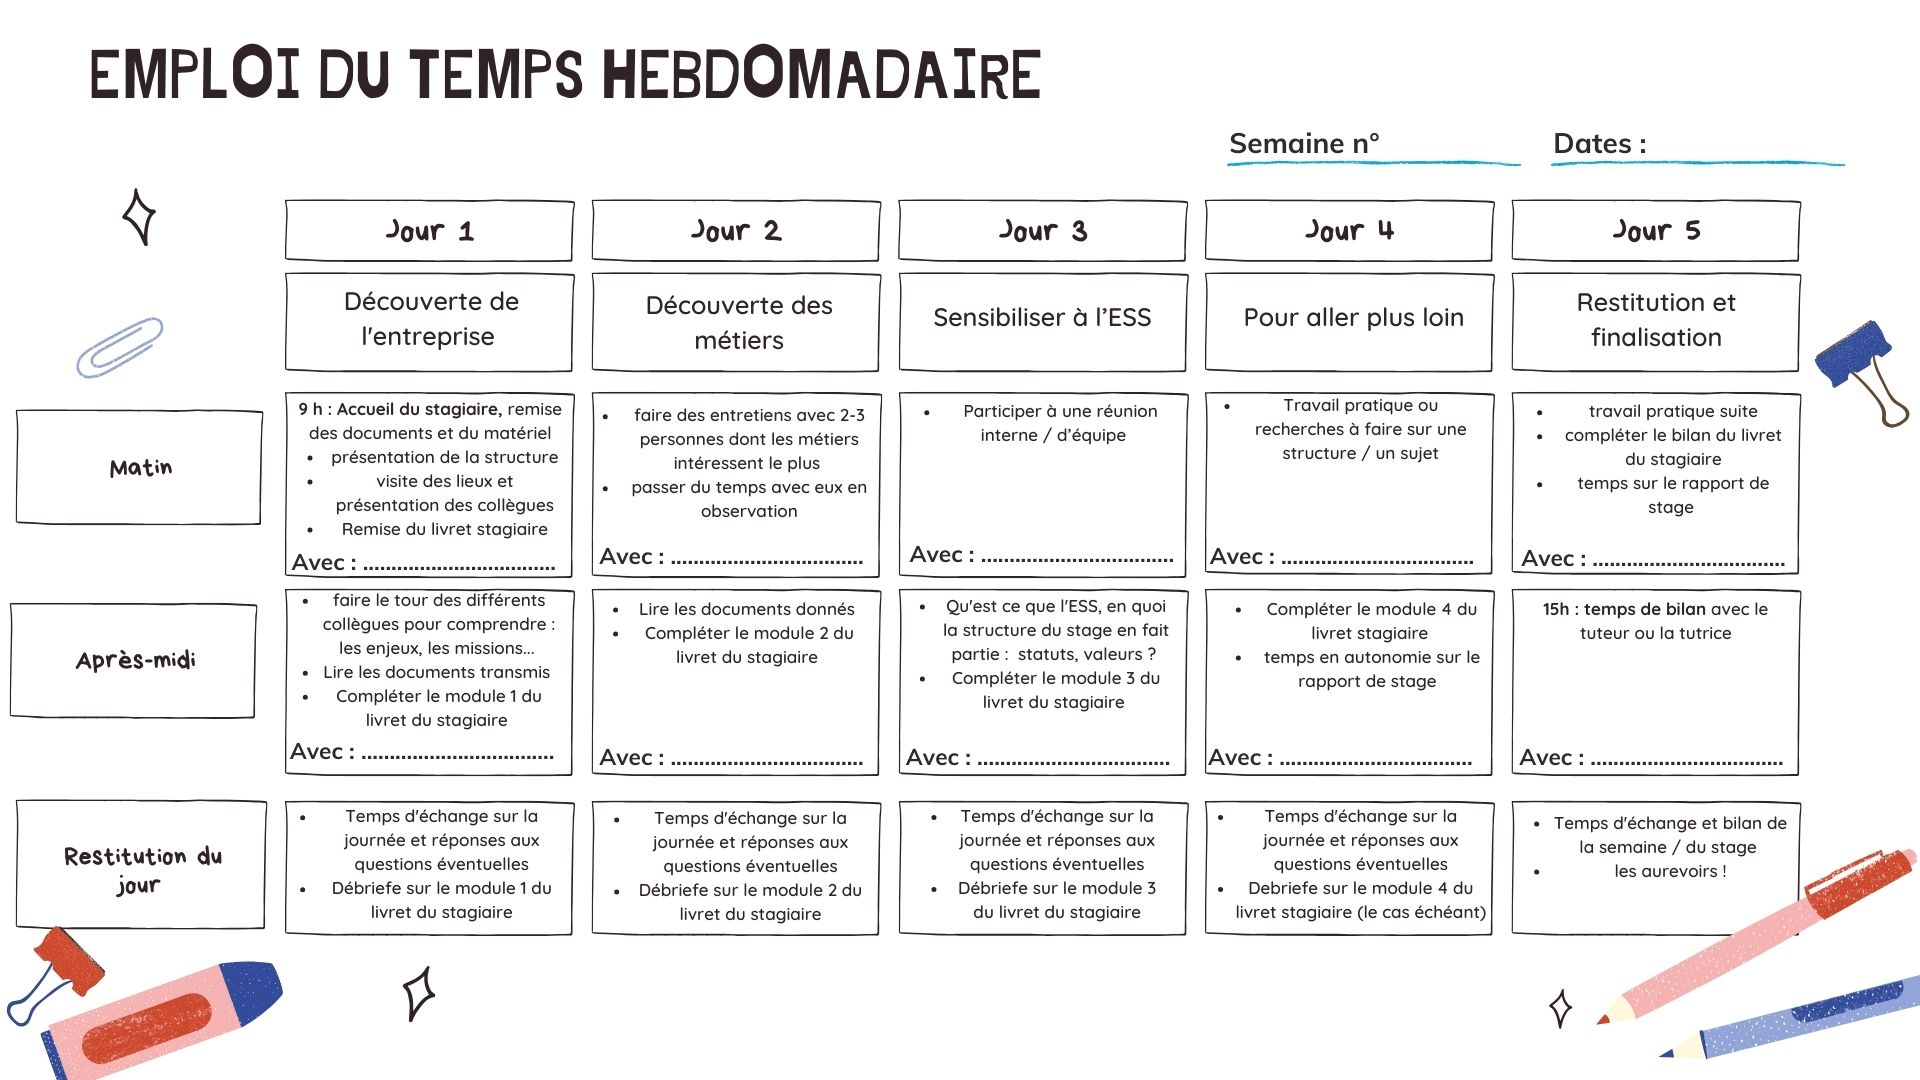 EMPLOI DU TEMPS HEBDOMADAIRE
Semaine n°
Dates :
Jour 1
Jour 2
Jour 3
Jour 4
Jour 5
Découverte de
l'entreprise
Découverte des
métiers
Sensibiliser à l’ESS
Pour aller plus loin
Restitution et
finalisation
Matin
9 h : Accueil du stagiaire, remise
des documents et du matériel
• présentation de la structure
• visite des lieux et
présentation des collègues
• Remise du livret stagiaire
Avec : ..................................
• faire des entretiens avec 2-3
personnes dont les métiers
intéressent le plus
• passer du temps avec eux en
observation
Avec : ..................................
• Participer à une réunion
interne / d’équipe
Avec : ..................................
• Travail pratique ou
recherches à faire sur une
structure / un sujet
Avec : ..................................
• travail pratique suite
• compléter le bilan du livret
du stagiaire
• temps sur le rapport de
stage
Avec : ..................................
Après-midi
• faire le tour des différents
collègues pour comprendre :
les enjeux, les missions...
• Lire les documents transmis
• Compléter le module 1 du
livret du stagiaire
Avec : ..................................
• Lire les documents donnés
• Compléter le module 2 du
livret du stagiaire
Avec : ..................................
• Qu'est ce que l'ESS, en quoi
la structure du stage en fait
partie : statuts, valeurs ?
• Compléter le module 3 du
livret du stagiaire
Avec : ..................................
• Compléter le module 4 du
livret stagiaire
• temps en autonomie sur le
rapport de stage
Avec : ..................................
15h : temps de bilan avec le
tuteur ou la tutrice
Avec : ..................................
Restitution du
jour
• Temps d'échange sur la
journée et réponses aux
questions éventuelles
• Débriefe sur le module 1 du
livret du stagiaire
• Temps d'échange sur la
journée et réponses aux
questions éventuelles
• Débriefe sur le module 2 du
livret du stagiaire
• Temps d'échange sur la
journée et réponses aux
questions éventuelles
• Débriefe sur le module 3
du livret du stagiaire
• Temps d'échange sur la
journée et réponses aux
questions éventuelles
• Debriefe sur le module 4 du
livret stagiaire (le cas échéant)
• Temps d'échange et bilan de
la semaine / du stage
• les aurevoirs !